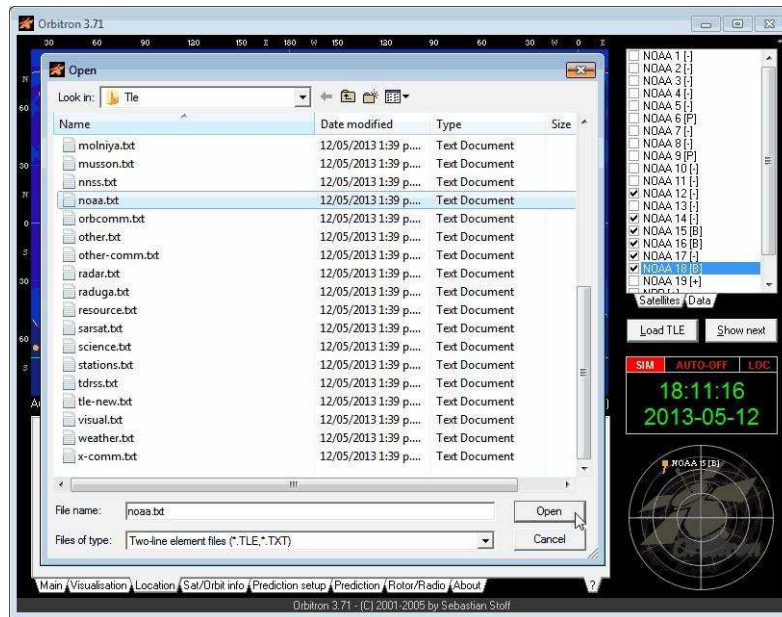 Orbitron 3.71
30 60 90 120 150 E 180 W 150 120 90 60 30 W 0 E
Open
Look in: Tle
Name Date modified Type Size
molniya.txt 12/05/2013 1:39 p.... Text Document
musson.txt 12/05/2013 1:39 p.... Text Document
nnss.txt 12/05/2013 1:39 p.... Text Document
noaa.txt 12/05/2013 1:39 p.... Text Document
orbcomm.txt 12/05/2013 1:39 p.... Text Document
other.txt 12/05/2013 1:39 p.... Text Document
other-comm.txt 12/05/2013 1:39 p.... Text Document
radar.txt 12/05/2013 1:39 p.... Text Document
raduga.txt 12/05/2013 1:39 p.... Text Document
resource.txt 12/05/2013 1:39 p.... Text Document
sarsat.txt 12/05/2013 1:39 p.... Text Document
science.txt 12/05/2013 1:39 p.... Text Document
stations.txt 12/05/2013 1:39 p.... Text Document
tdrss.txt 12/05/2013 1:39 p.... Text Document
tle-new.txt 12/05/2013 1:39 p.... Text Document
visual.txt 12/05/2013 1:39 p.... Text Document
weather.txt 12/05/2013 1:39 p.... Text Document
x-comm.txt 12/05/2013 1:39 p.... Text Document
File name: noaa.txt Open
Files of type: Two-line element files (*.TLE,*.TXT) Cancel
N
60
30
N
0
S
30
60
S
NOAA 1 [-]
NOAA 2 [-]
NOAA 3 [-]
NOAA 4 [-]
NOAA 5 [-]
NOAA 6 [P]
NOAA 7 [-]
NOAA 8 [-]
NOAA 9 [P]
NOAA 10 [-]
NOAA 11 [-]
NOAA 12 [-]
NOAA 13 [-]
NOAA 14 [-]
NOAA 15 [B]
NOAA 16 [B]
NOAA 17 [-]
NOAA 18 [B]
NOAA 19 [+]
Satellites Data
Load TLE Show next
SIM AUTO-OFF LOC
18:11:16
2013-05-12
NOAA 15 [B]
Main Visualisation Location Sat/Orbit info Prediction setup Prediction Rotor/Radio About ?
Orbitron 3.71 - (C) 2001-2005 by Sebastian Stoff